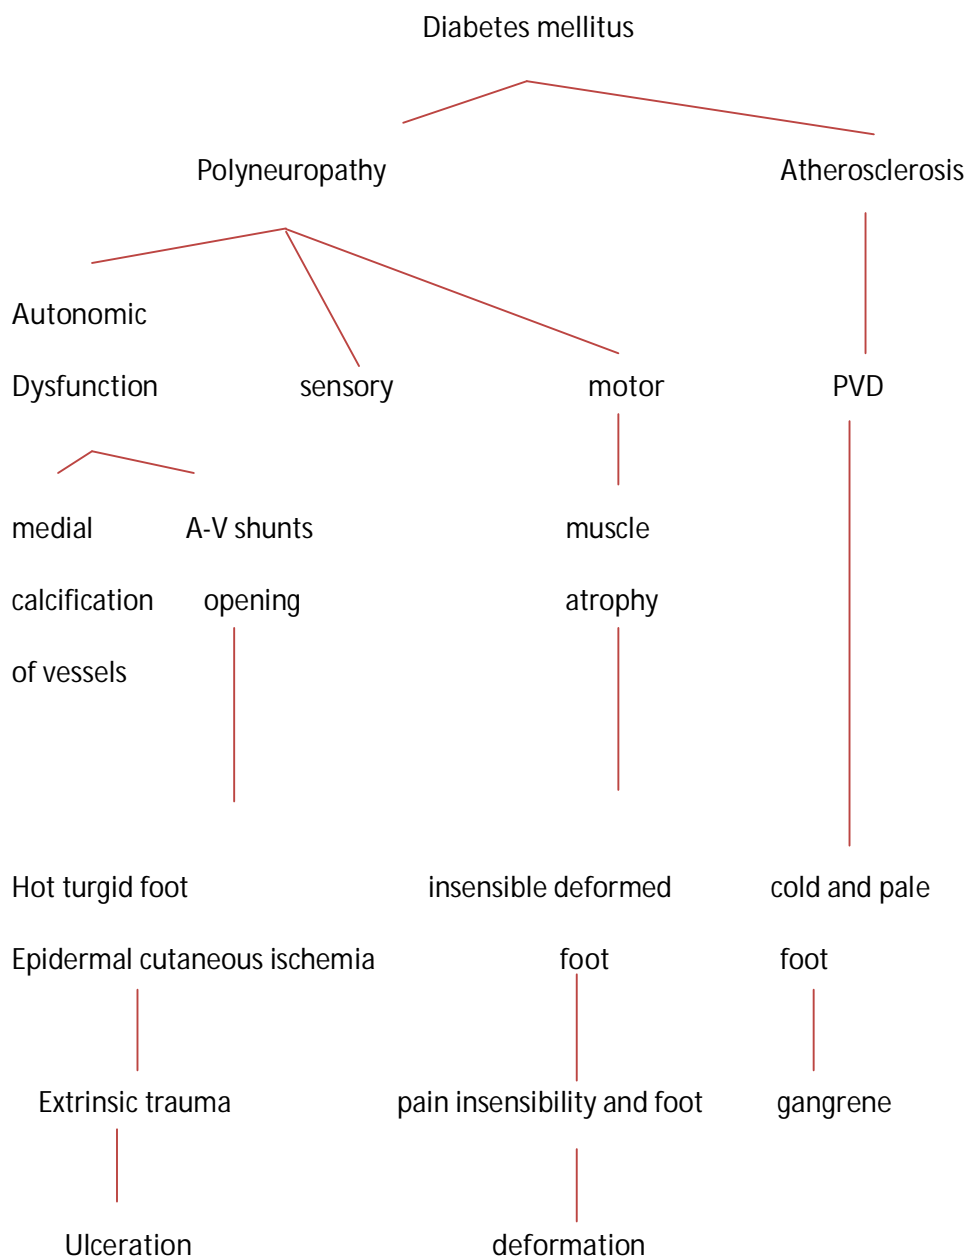 Diabetes mellitus
Polyneuropathy Atherosclerosis
Autonomic
Dysfunction sensory motor PVD
medial A-V shunts muscle
calcification opening atrophy
of vessels
Hot turgid foot insensible deformed cold and pale
Epidermal cutaneous ischemia foot foot
Extrinsic trauma pain insensibility and foot gangrene
Ulceration deformation